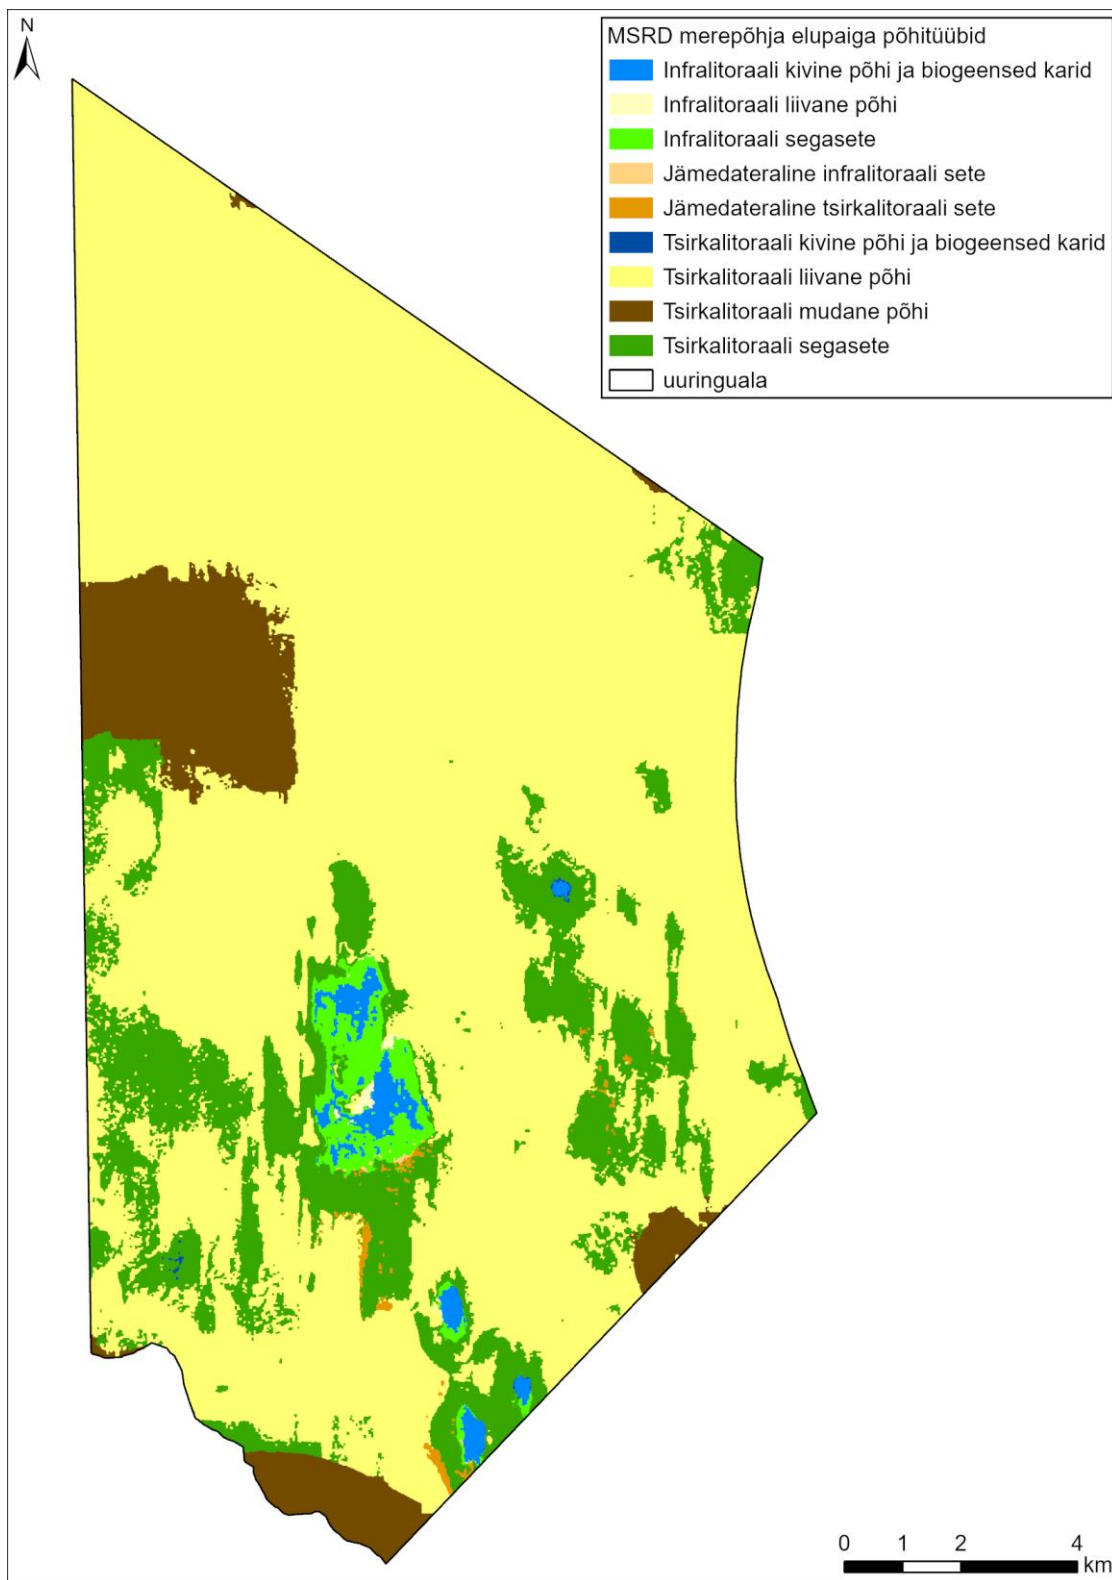 N
MSRD merepõhja elupaiga põhitüübid
Infralitoraali kivine põhi ja biogeensed karid
Infralitoraali liivane põhi
Infralitoraali segasete
Jämedateraline infralitoraali sete
Jämedateraline tsirkalitoraali sete
Tsirkalitoraali kivine põhi ja biogeensed karid
Tsirkalitoraali liivane põhi
Tsirkalitoraali mudane põhi
Tsirkalitoraali segasete
uuringuala
0 1 2 4
km